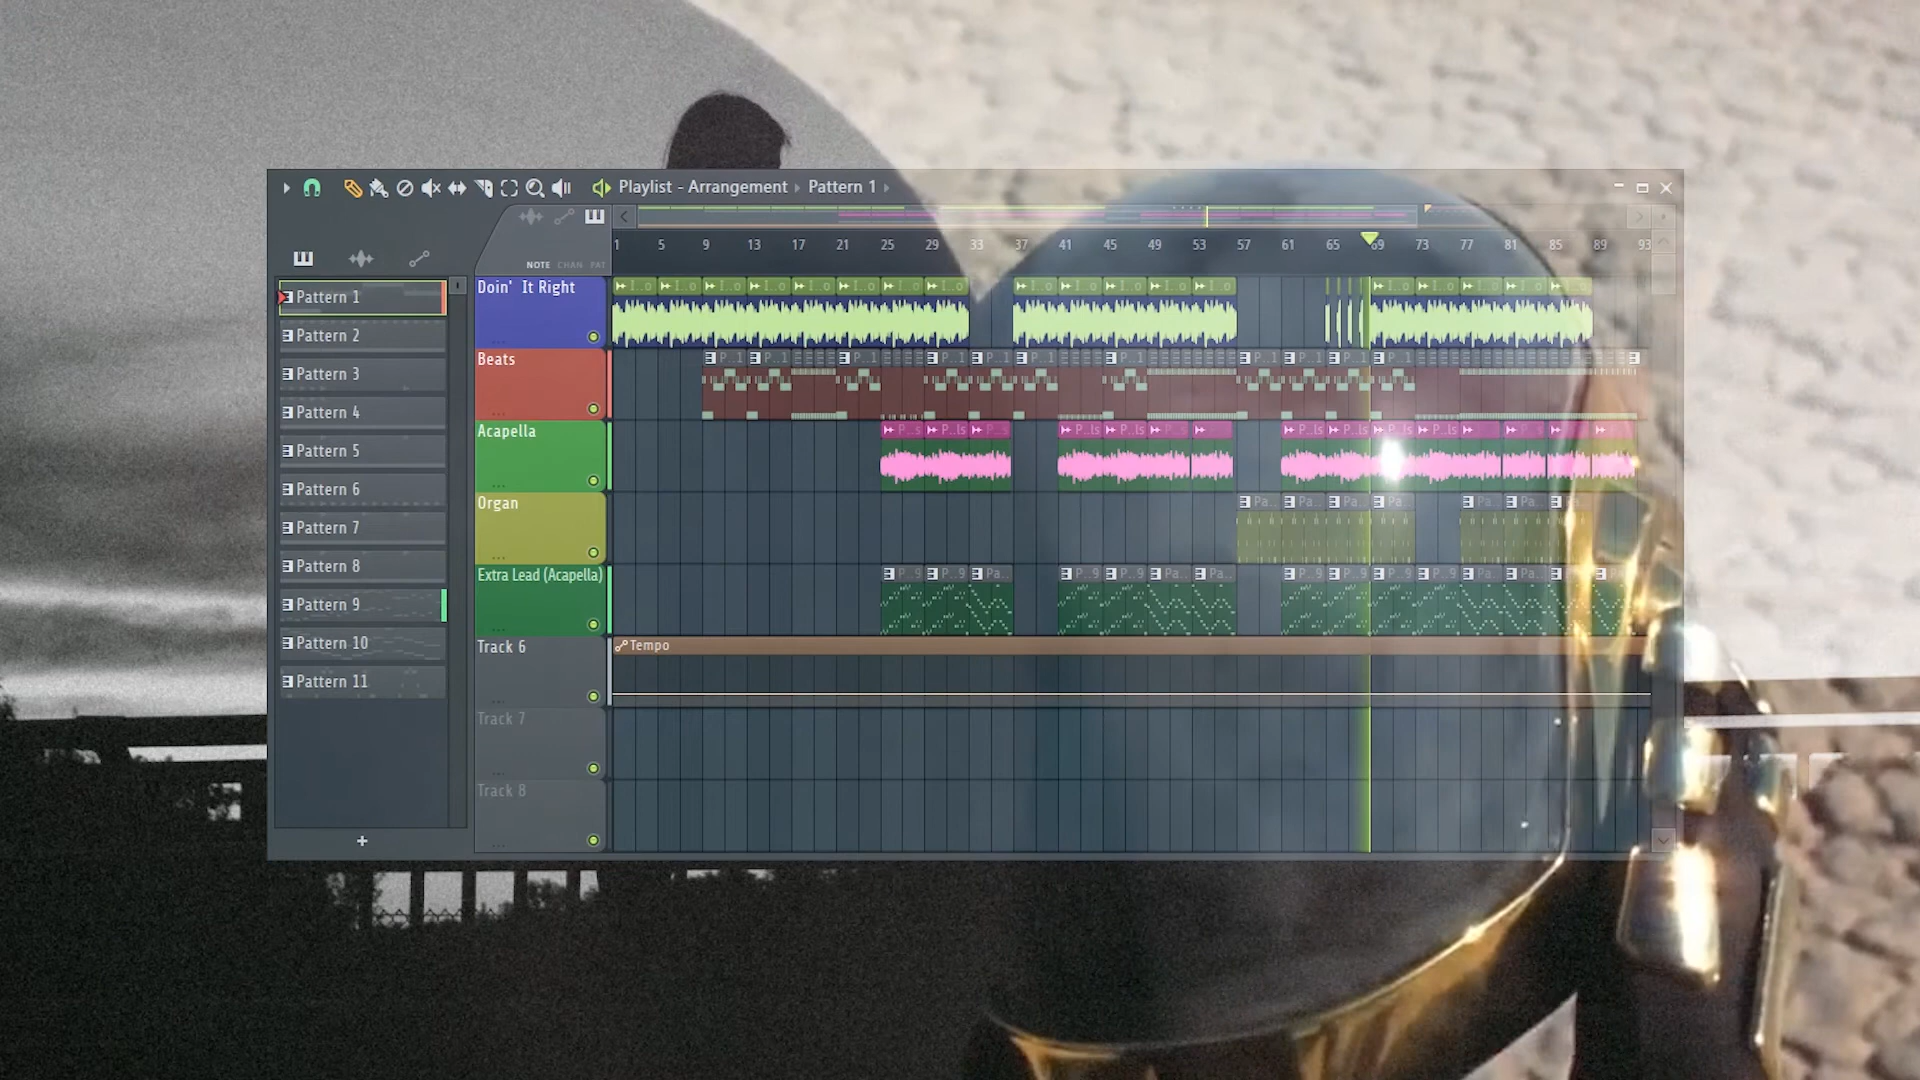 Playlist - Arrangement › Pattern 1 ›
1 5 9 13 17 21 25 29 33 37 41 45 49 53 57 61 65 69 73 77 81 85 89 93
NOTE CHAN PAT
Pattern 1
Pattern 2
Pattern 3
Pattern 4
Pattern 5
Pattern 6
Pattern 7
Pattern 8
Pattern 9
Pattern 10
Pattern 11
+
Doin' It Right
Beats
Acapella
Organ
Extra Lead (Acapella)
Track 6
Tempo
Track 7
Track 8